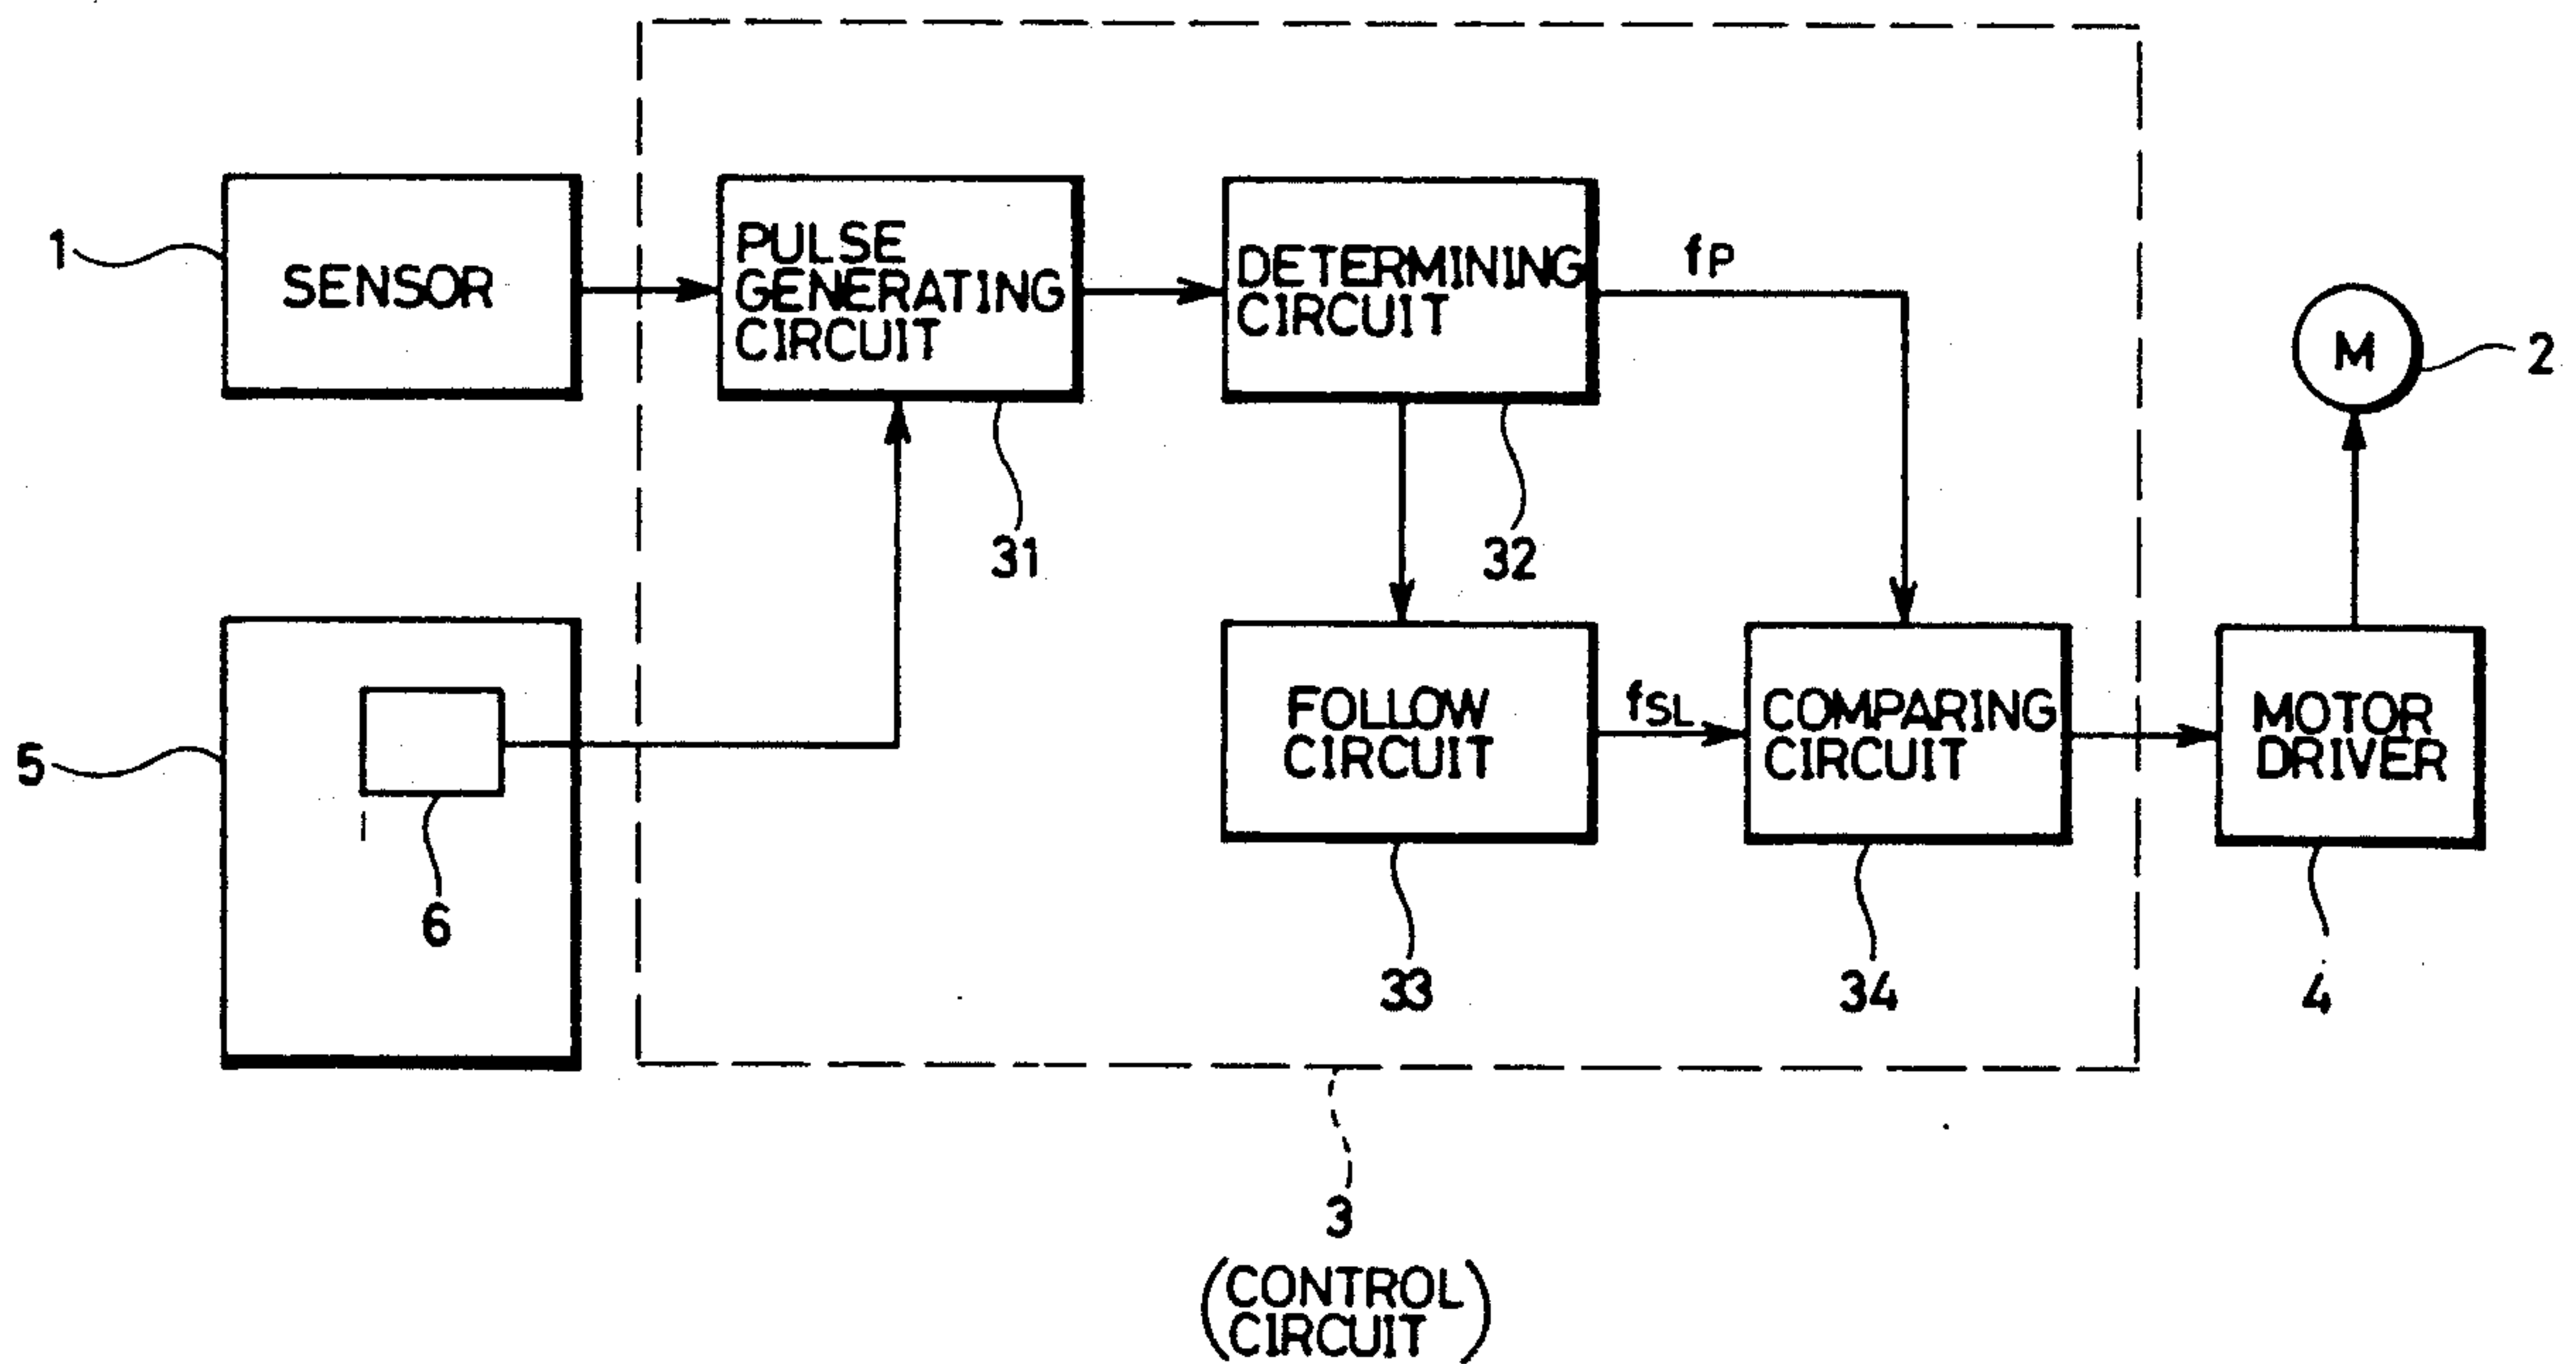 1
SENSOR
PULSE
GENERATING
CIRCUIT
31
DETERMINING
CIRCUIT
32
fP
M
2
5
6
FOLLOW
CIRCUIT
33
fSL
COMPARING
CIRCUIT
34
MOTOR
DRIVER
4
3
(CONTROL
CIRCUIT)